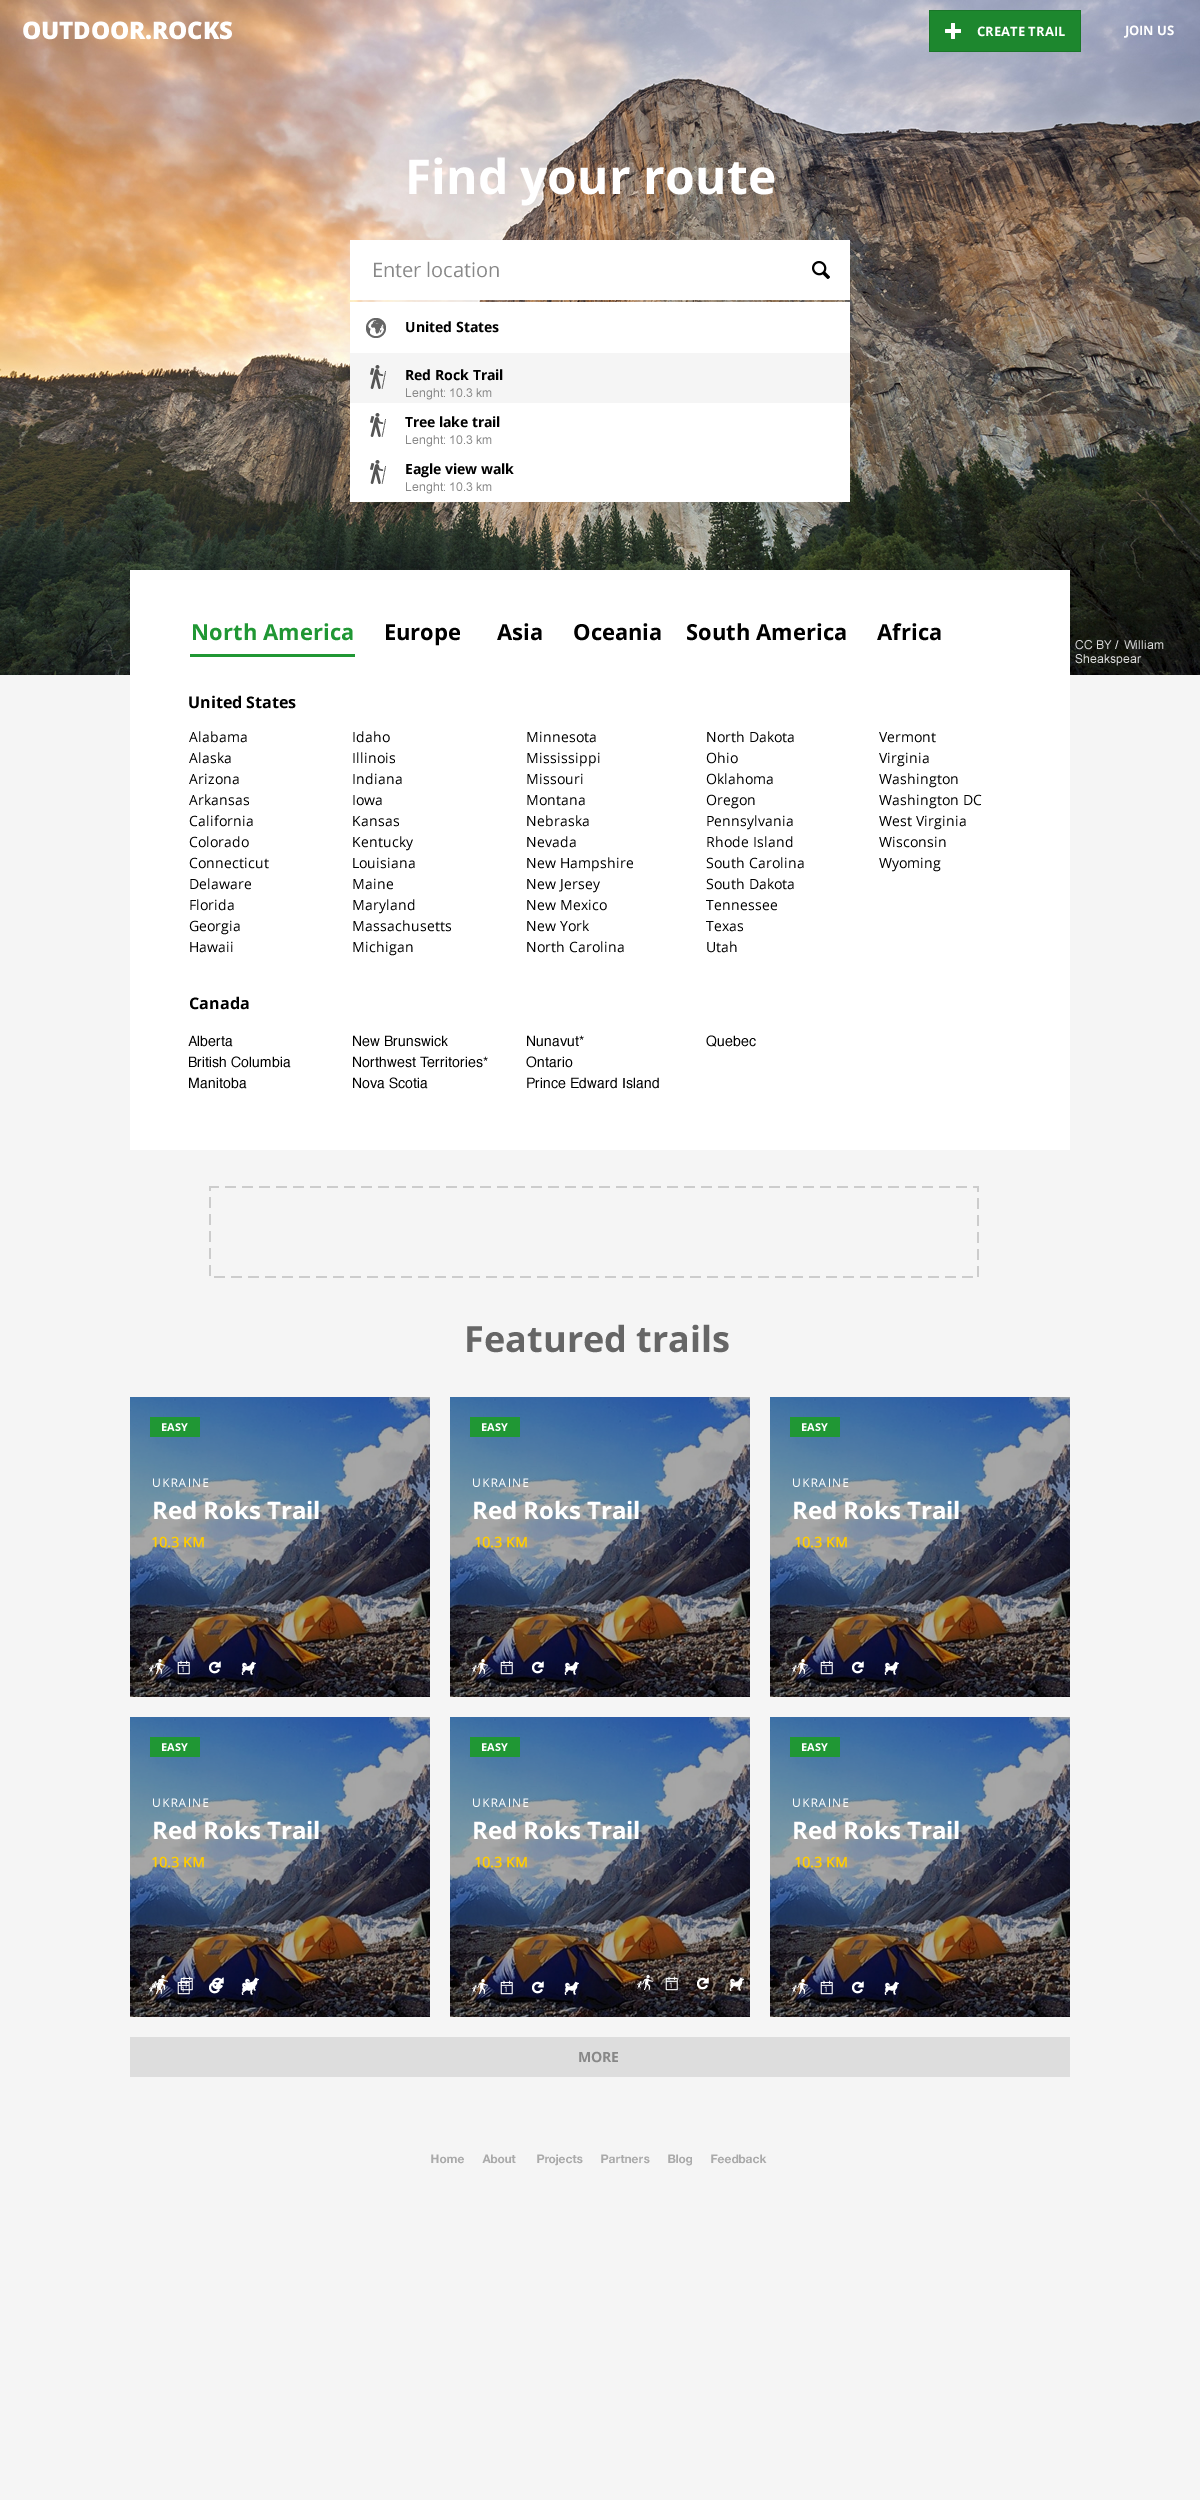 OUTDOOR.ROCKS
CREATE TRAIL
JOIN US
Find your route
Enter location
United States
Red Rock Trail
Lenght: 10.3 km
Tree lake trail
Lenght: 10.3 km
Eagle view walk
Lenght: 10.3 km
CC BY / William
Sheakspear
North America Europe Asia Oceania South America Africa
United States
Alabama Idaho Minnesota North Dakota Vermont
Alaska Illinois Mississippi Ohio Virginia
Arizona Indiana Missouri Oklahoma Washington
Arkansas Iowa Montana Oregon Washington DC
California Kansas Nebraska Pennsylvania West Virginia
Colorado Kentucky Nevada Rhode Island Wisconsin
Connecticut Louisiana New Hampshire South Carolina Wyoming
Delaware Maine New Jersey South Dakota
Florida Maryland New Mexico Tennessee
Georgia Massachusetts New York Texas
Hawaii Michigan North Carolina Utah
Canada
Alberta New Brunswick Nunavut* Quebec
British Columbia Northwest Territories* Ontario
Manitoba Nova Scotia Prince Edward Island
Featured trails
EASY EASY EASY
UKRAINE UKRAINE UKRAINE
Red Roks Trail Red Roks Trail Red Roks Trail
10.3 KM 10.3 KM 10.3 KM
EASY EASY EASY
UKRAINE UKRAINE UKRAINE
Red Roks Trail Red Roks Trail Red Roks Trail
10.3 KM 10.3 KM 10.3 KM
MORE
Home About Projects Partners Blog Feedback